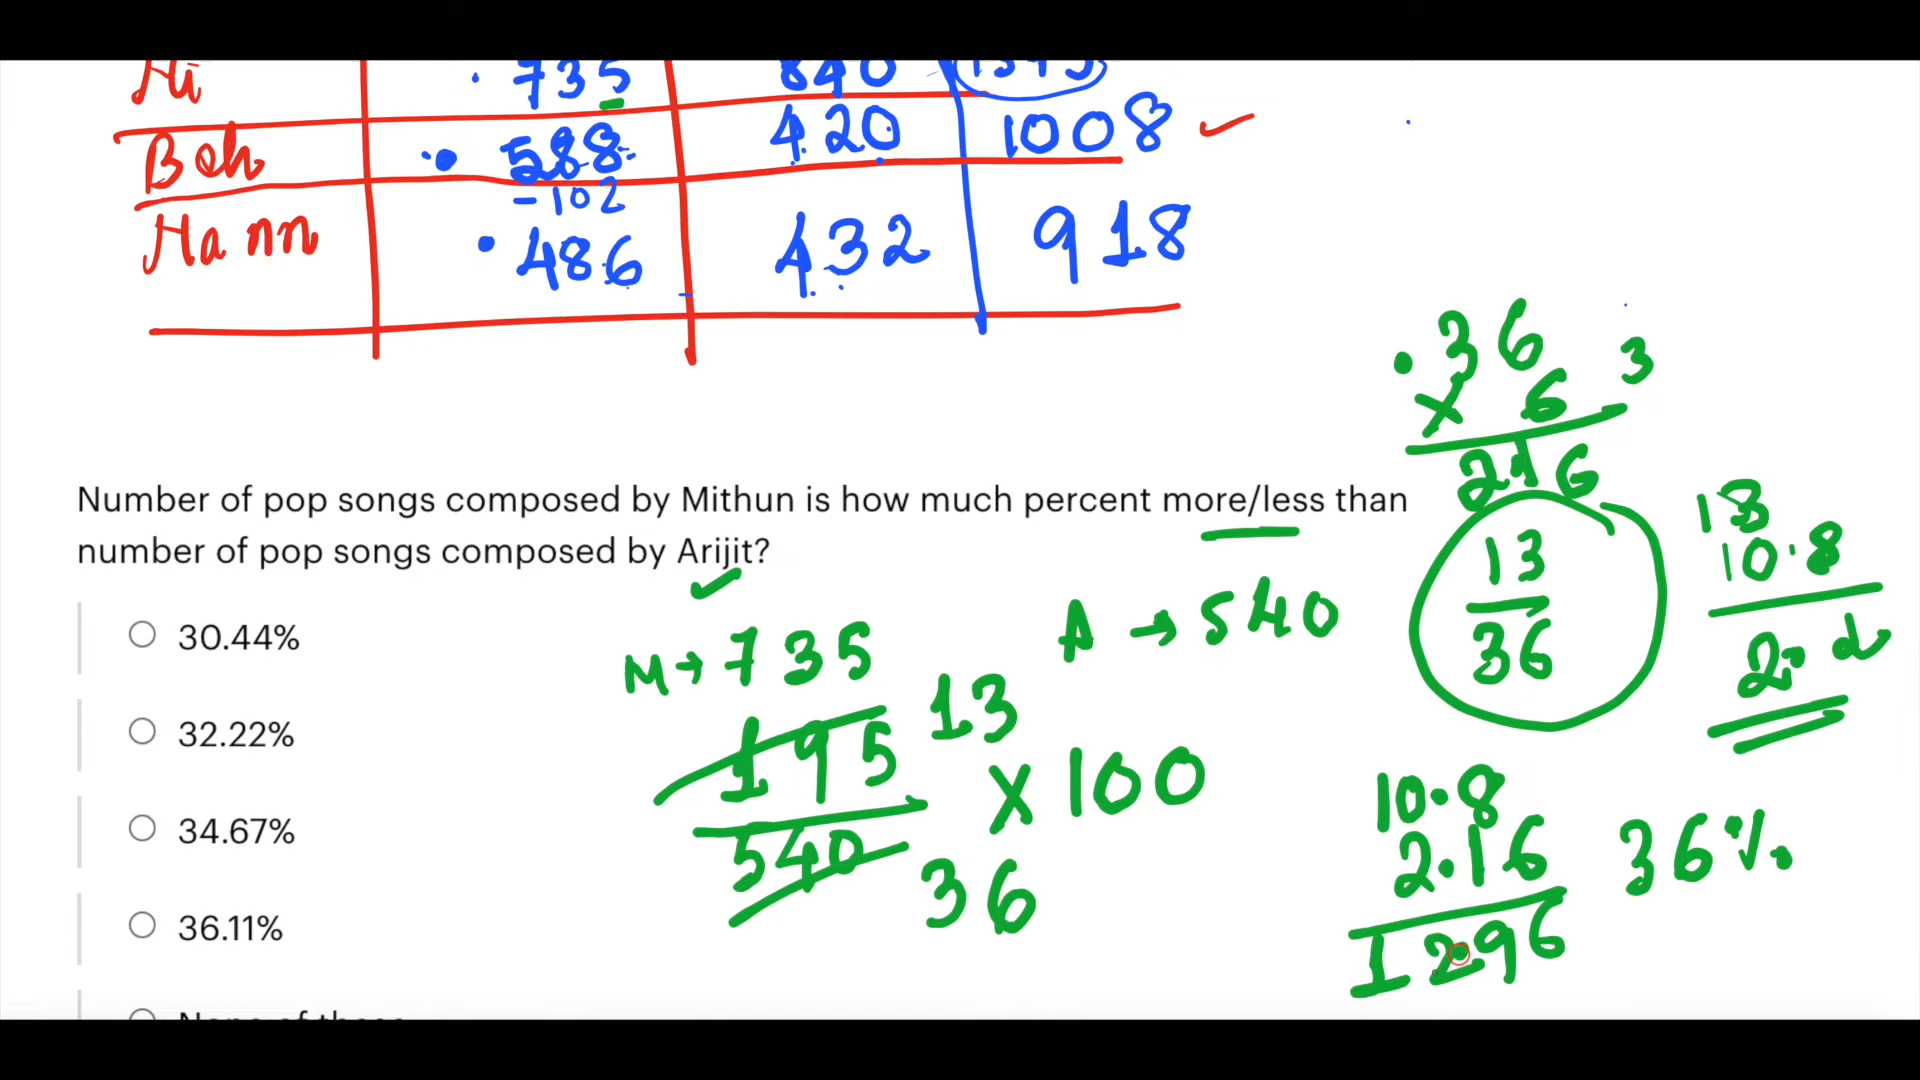 735 840
Beh 588 420 1008
-102
Hann 486 432 918
36
× 6 3
216
Number of pop songs composed by Mithun is how much percent more/less than
number of pop songs composed by Arijit?
30.44%
32.22%
34.67%
36.11%
M→735
A → 540
195 13
× 100
540 36
13
36
18
10.8
10.8
2.16 36%
1296